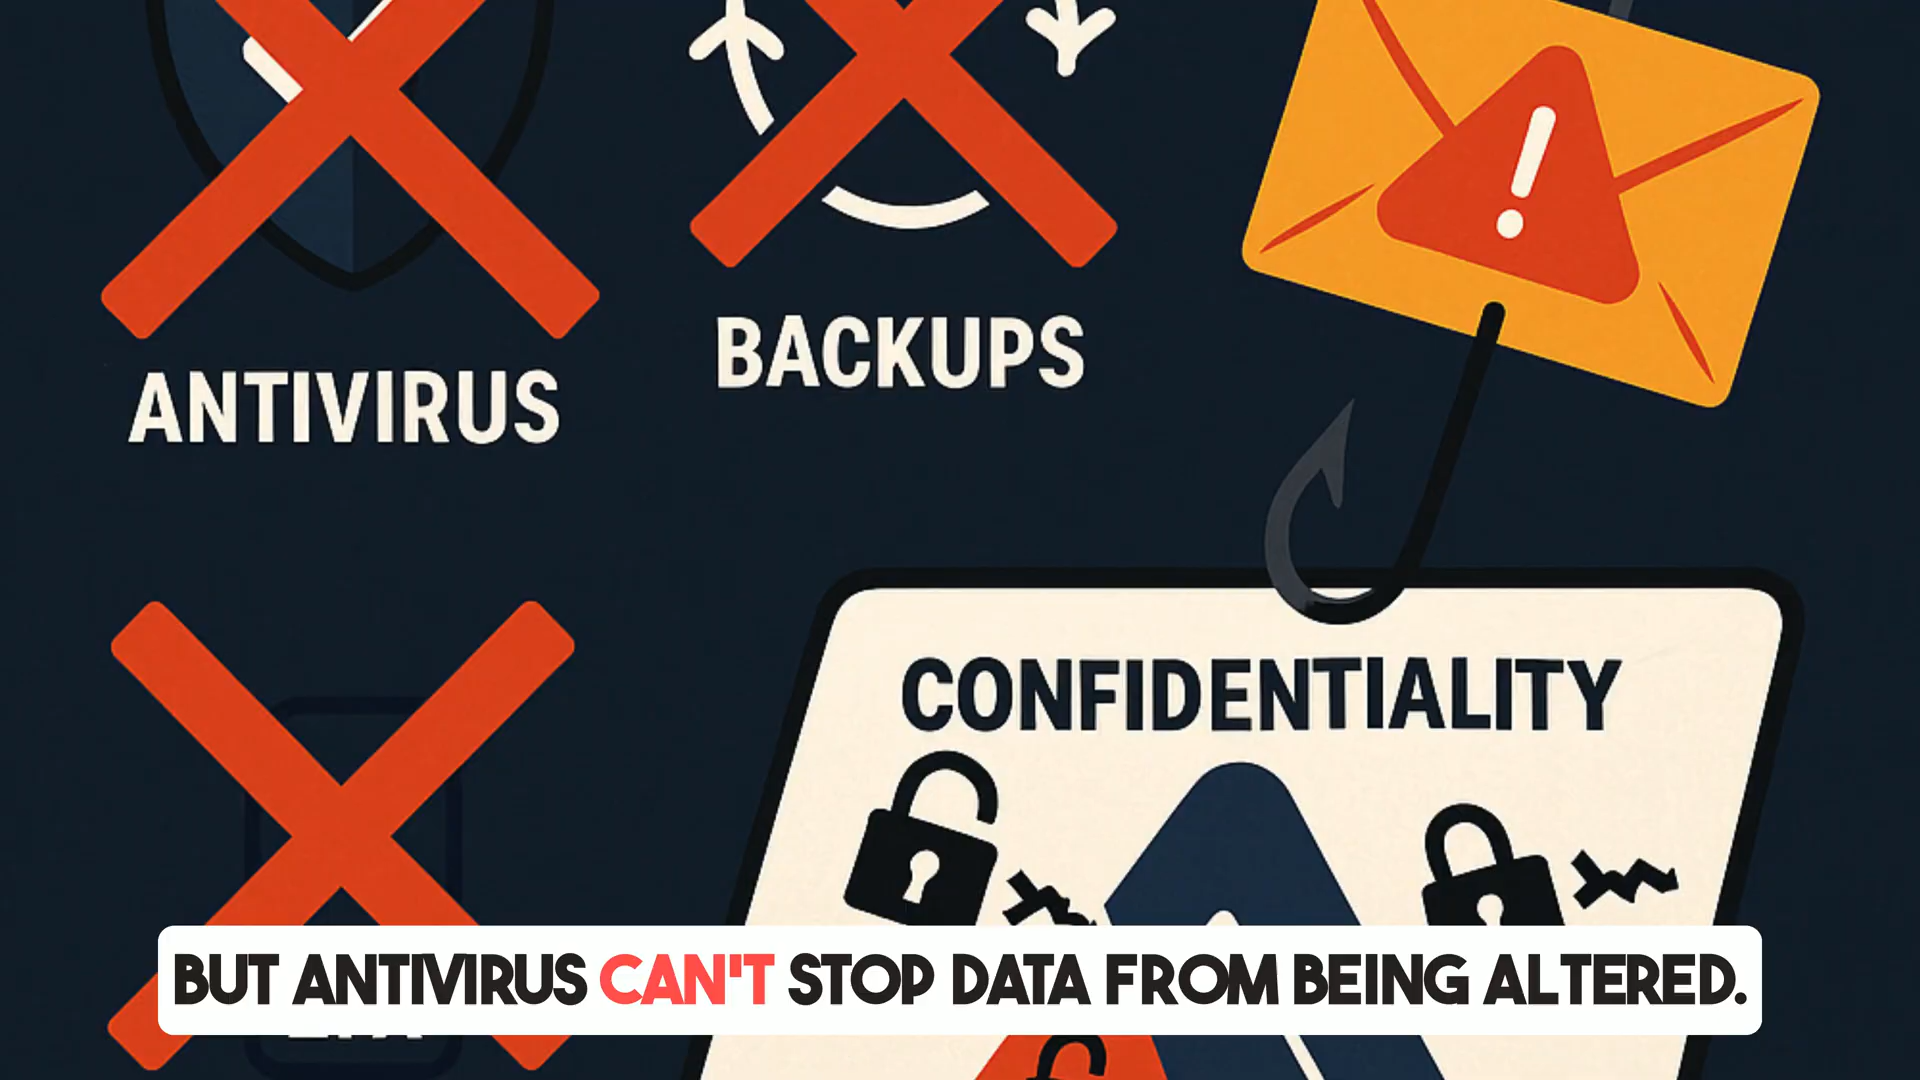 ANTIVIRUS
BACKUPS
!
CONFIDENTIALITY
BUT ANTIVIRUS CAN'T STOP DATA FROM BEING ALTERED.